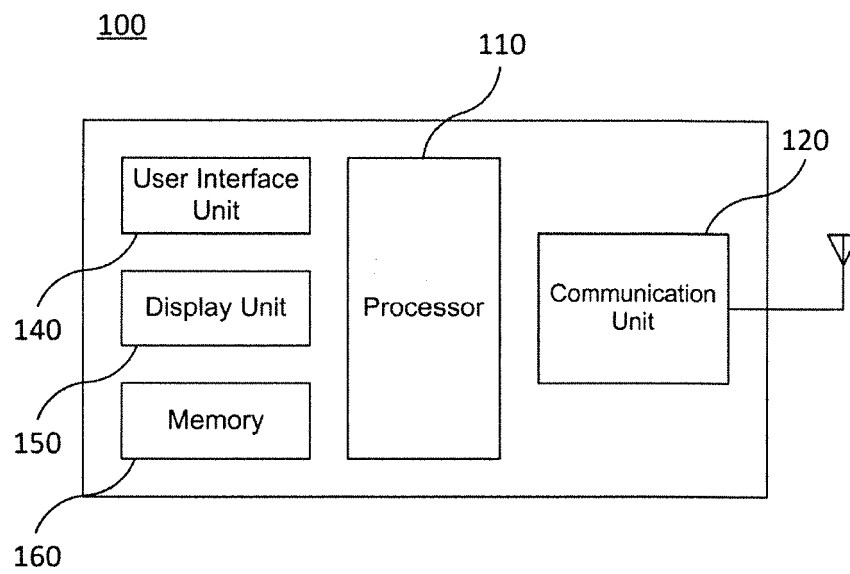 100
110
120
User Interface
Unit
140
Display Unit
150
Memory
160
Processor
Communication
Unit